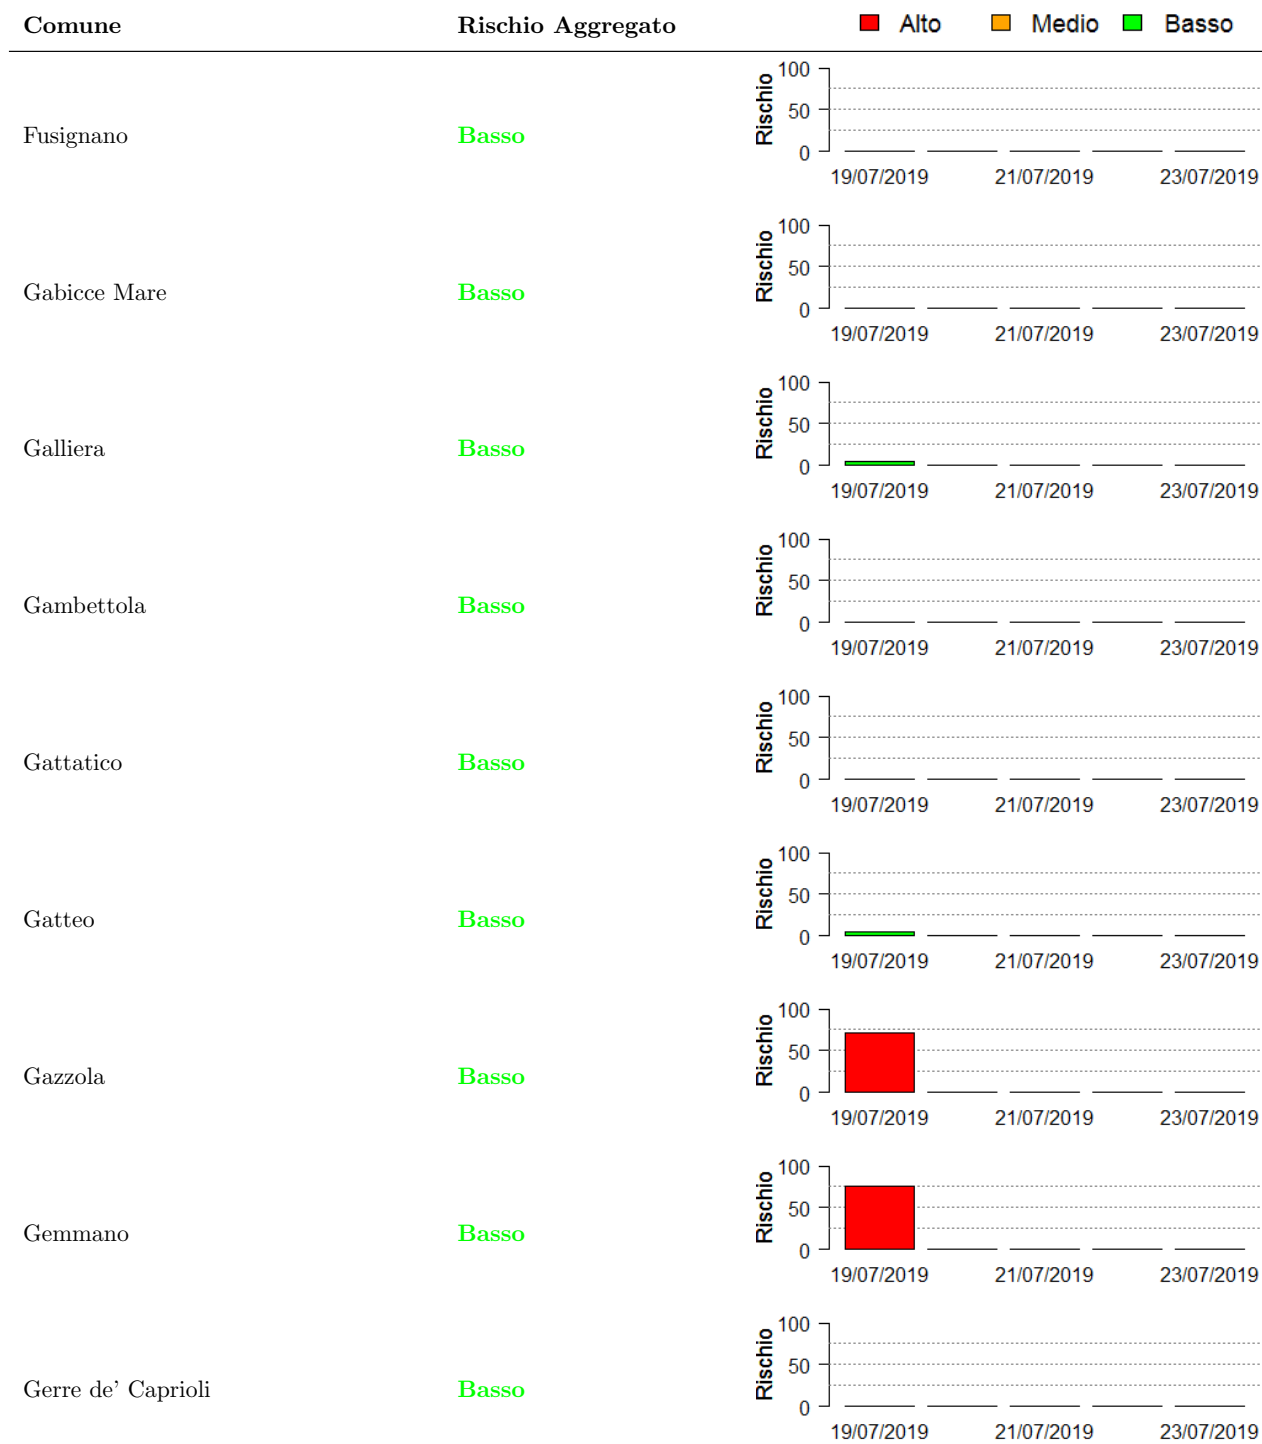 Comune Rischio Aggregato Alto Medio Basso
100
50
0
Rischio
Fusignano Basso
19/07/2019 21/07/2019 23/07/2019
100
50
0
Rischio
Gabicce Mare Basso
19/07/2019 21/07/2019 23/07/2019
100
50
0
Rischio
Galliera Basso
19/07/2019 21/07/2019 23/07/2019
100
50
0
Rischio
Gambettola Basso
19/07/2019 21/07/2019 23/07/2019
100
50
0
Rischio
Gattatico Basso
19/07/2019 21/07/2019 23/07/2019
100
50
0
Rischio
Gatteo Basso
19/07/2019 21/07/2019 23/07/2019
100
50
0
Rischio
Gazzola Basso
19/07/2019 21/07/2019 23/07/2019
100
50
0
Rischio
Gemmano Basso
19/07/2019 21/07/2019 23/07/2019
100
50
0
Rischio
Gerre de' Caprioli Basso
19/07/2019 21/07/2019 23/07/2019